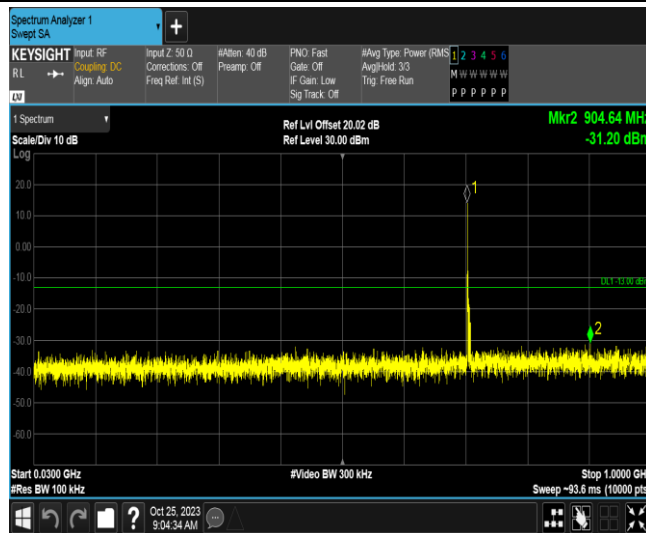 Spectrum Analyzer 1
Swept SA
+
KEYSIGHT
RL
Input: RF
Coupling: DC
Align: Auto
Input Z: 50 Ω
Corrections: Off
Freq Ref: Int (S)
#Atten: 40 dB
Preamp: Off
PNO: Fast
Gate: Off
IF Gain: Low
Sig Track: Off
#Avg Type: Power (RMS
Avg|Hold: 3/3
Trig: Free Run
1 2 3 4 5 6
M W W W W W
P P P P P P
1 Spectrum
Scale/Div 10 dB
Log
Ref Lvl Offset 20.02 dB
Ref Level 30.00 dBm
Mkr2 904.64 MHz
-31.20 dBm
20.0
10.0
0.00
-10.0
-20.0
-30.0
-40.0
-50.0
-60.0
1
DL1 -13.00 dBm
2
Start 0.0300 GHz
#Res BW 100 kHz
#Video BW 300 kHz
Stop 1.0000 GH
Sweep ~93.6 ms (10000 pts
?
Oct 25, 2023
9:04:34 AM